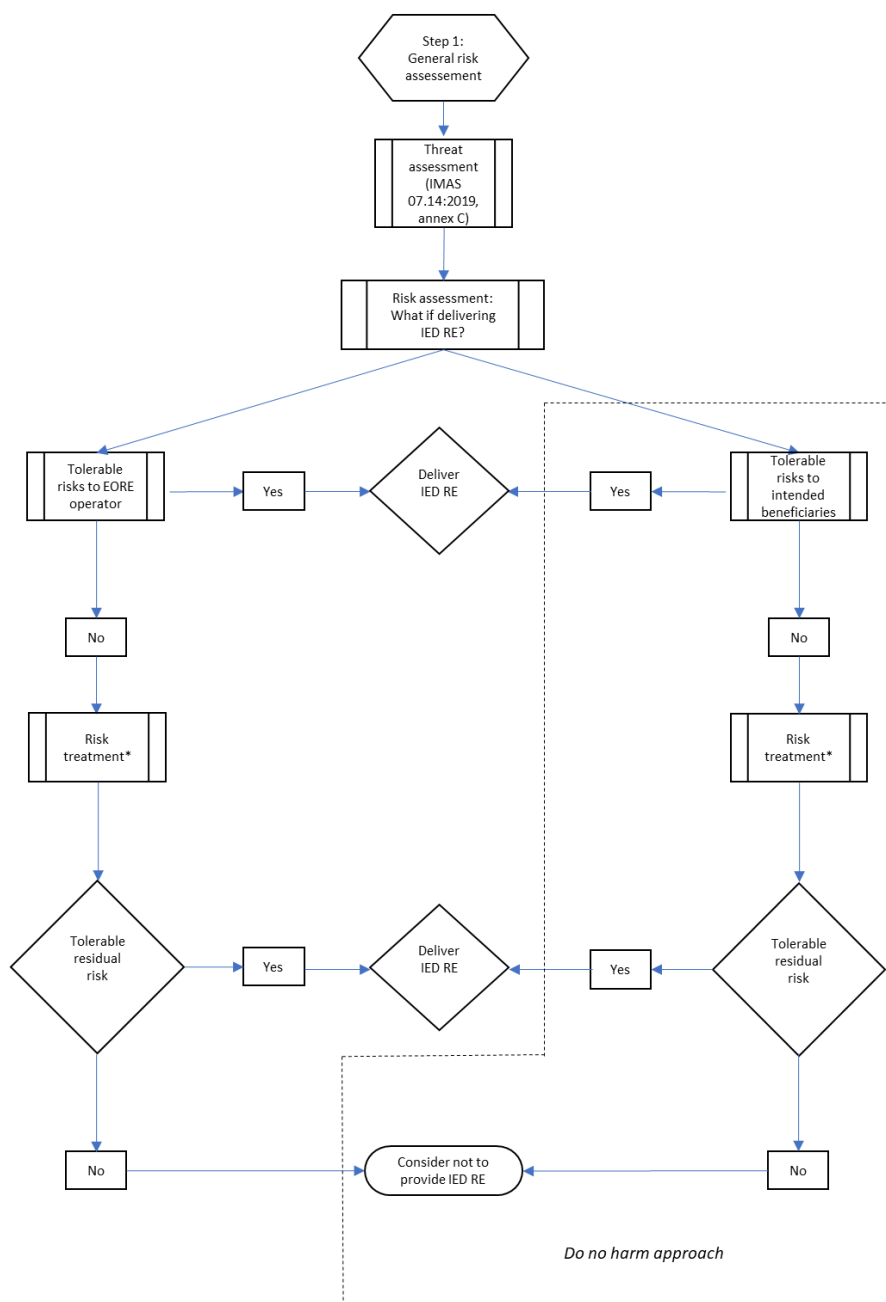 Step 1:
General risk
assessement
Threat
assessment
(IMAS
07.14:2019,
annex C)
Risk assessment:
What if delivering
IED RE?
Tolerable
risks to EORE
operator
Yes
Deliver
IED RE
Yes
Tolerable
risks to
intended
beneficiaries
No
No
Risk
treatment*
Risk
treatment*
Tolerable
residual
risk
Yes
Deliver
IED RE
Yes
Tolerable
residual
risk
No
Consider not to
provide IED RE
No
Do no harm approach